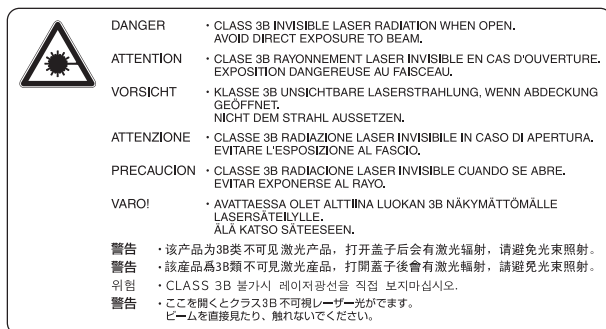 DANGER ・CLASS 3B INVISIBLE LASER RADIATION WHEN OPEN.
AVOID DIRECT EXPOSURE TO BEAM.
ATTENTION ・CLASE 3B RAYONNEMENT LASER INVISIBLE EN CAS D'OUVERTURE.
EXPOSITION DANGEREUSE AU FAISCEAU.
VORSICHT ・KLASSE 3B UNSICHTBARE LASERSTRAHLUNG, WENN ABDECKUNG
GEÖFFNET.
NICHT DEM STRAHL AUSSETZEN.
ATTENZIONE ・CLASSE 3B RADIAZIONE LASER INVISIBILE IN CASO DI APERTURA.
EVITARE L'ESPOSIZIONE AL FASCIO.
PRECAUCION ・CLASSE 3B RADIACIONE LASER INVISIBLE CUANDO SE ABRE.
EVITAR EXPONERSE AL RAYO.
VARO! ・AVATTAESSA OLET ALTTIINA LUOKAN 3B NÄKYMÄTTÖMÄLLE
LASERSÄTEILYLLE.
ÄLÄ KATSO SÄTEESEEN.
警告 ・该产品为3B类不可见激光产品，打开盖子后会有激光辐射，请避免光束照射。
警告 ・該産品爲3B類不可見激光産品，打開蓋子後會有激光輻射，請避免光束照射。
위험 ・CLASS 3B 불가시 레이저광선을 직접 보지마십시오.
警告 ・ここを開くとクラス3B不可視レーザー光がでます。
ビームを直接見たり、触れないでください。